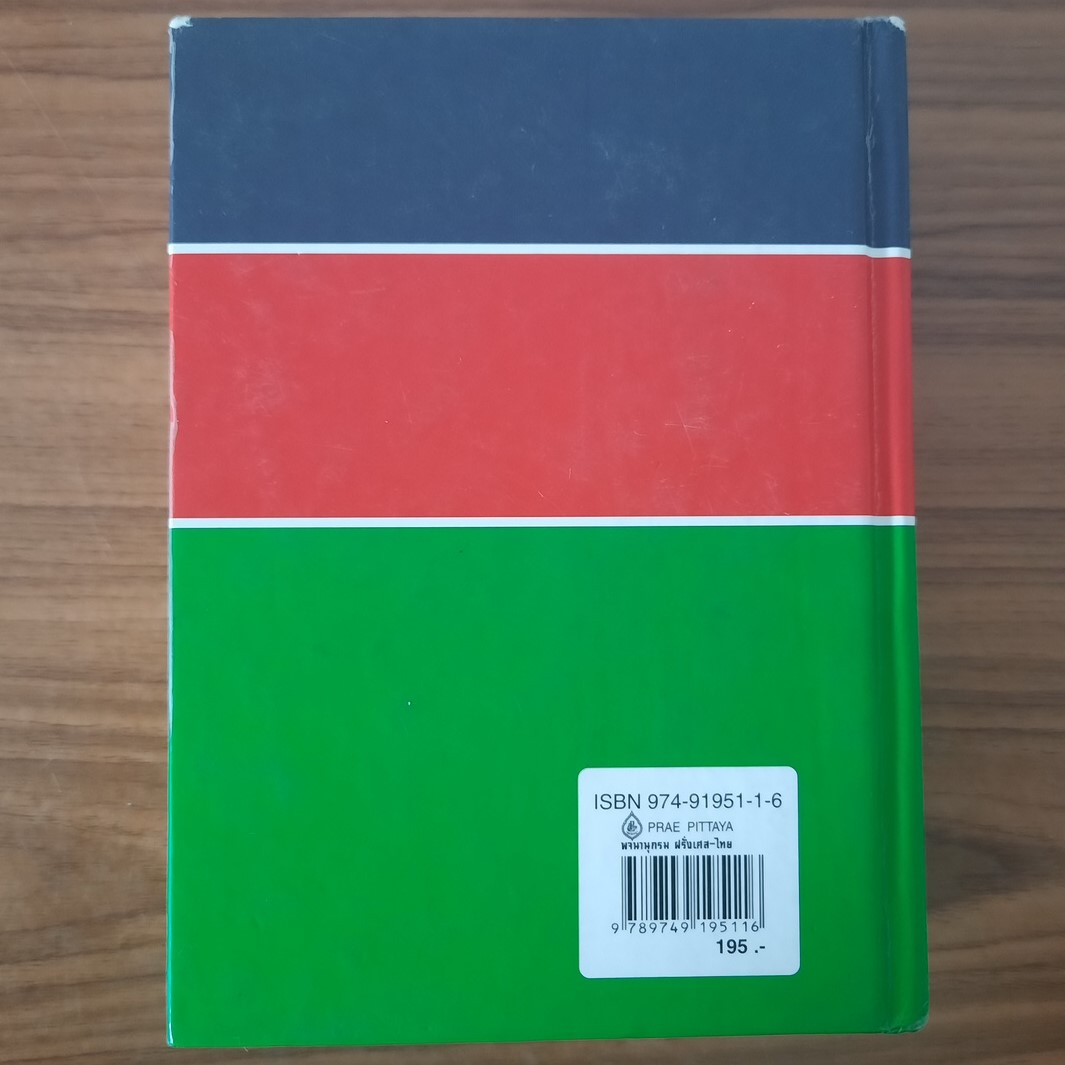 ISBN 974-91951-1-6
PRAE PITTAYA
พจนานุกรม ฝรั่งเศส-ไทย
9 789749 195116
195 .-